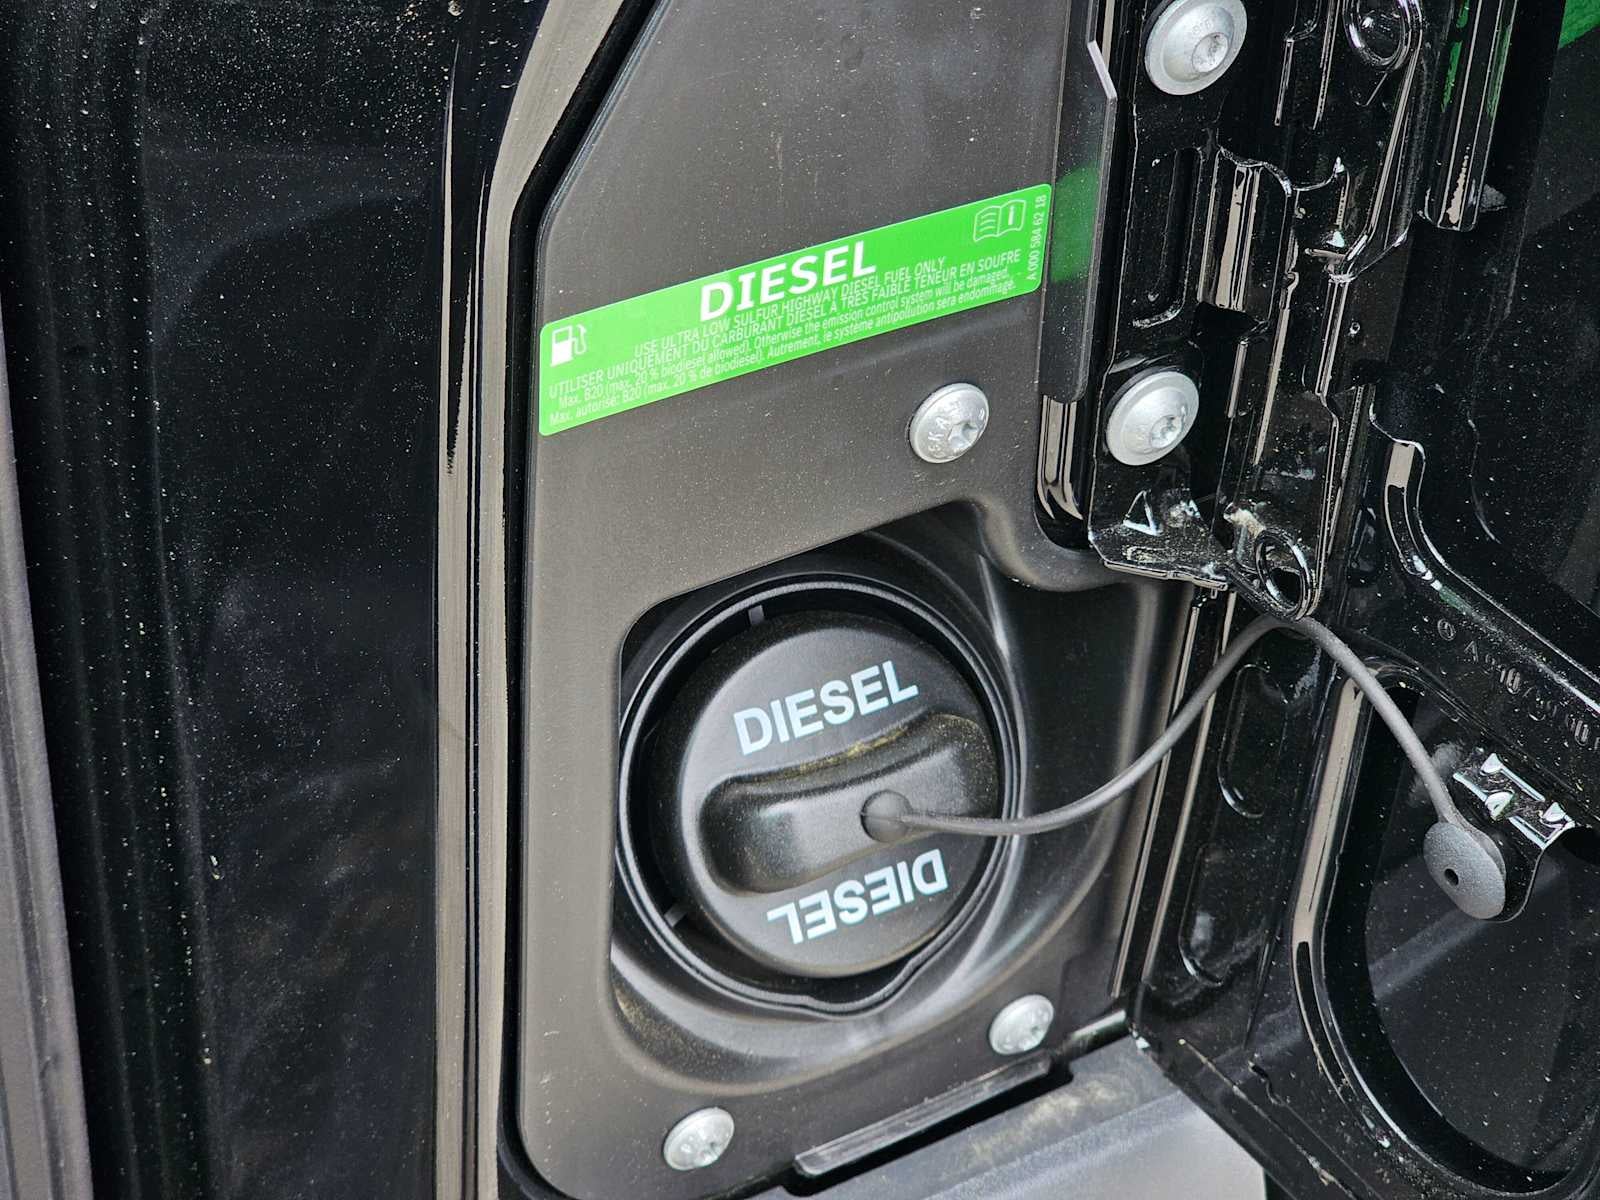 DIESEL
USE ULTRA LOW SULFUR HIGHWAY DIESEL FUEL ONLY
UTILISER UNIQUEMENT DU CARBURANT DIESEL À TRÈS FAIBLE TENEUR EN SOUFRE
Max. B20 (max. 20 % biodiesel allowed). Otherwise the emission control system will be damaged.
Max. autorisé: B20 (max. 20 % de biodiesel). Autrement, le système antipollution sera endommagé.
A 000 584 62 18
DIESEL
DIESEL